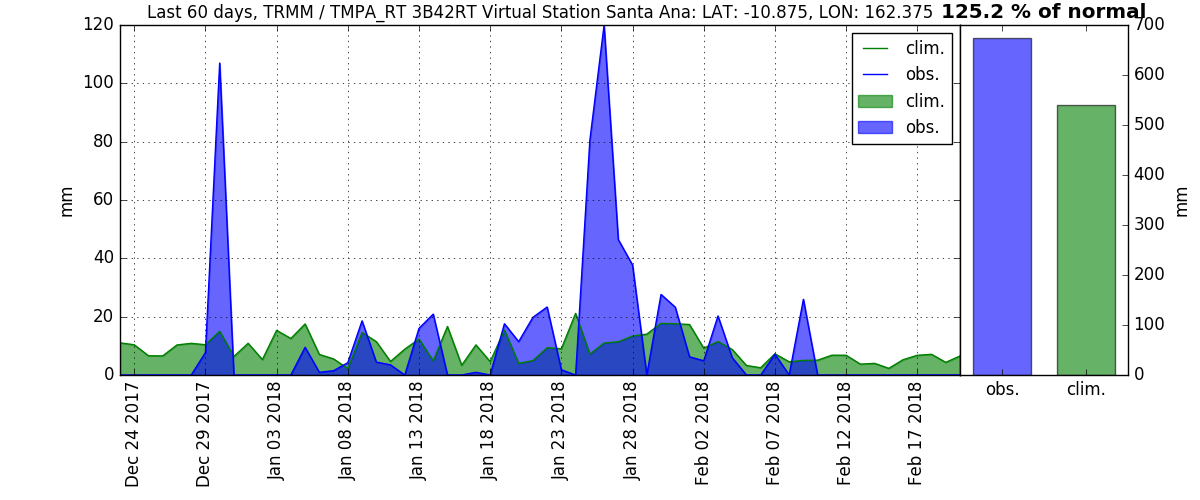 Last 60 days, TRMM / TMPA_RT 3B42RT Virtual Station Santa Ana: LAT: -10.875, LON: 162.375 125.2 % of normal
120
100
80
60
40
20
0
mm
clim.
obs.
clim.
obs.
Dec 24 2017
Dec 29 2017
Jan 03 2018
Jan 08 2018
Jan 13 2018
Jan 18 2018
Jan 23 2018
Jan 28 2018
Feb 02 2018
Feb 07 2018
Feb 12 2018
Feb 17 2018
700
600
500
400
300
200
100
0
mm
obs.
clim.